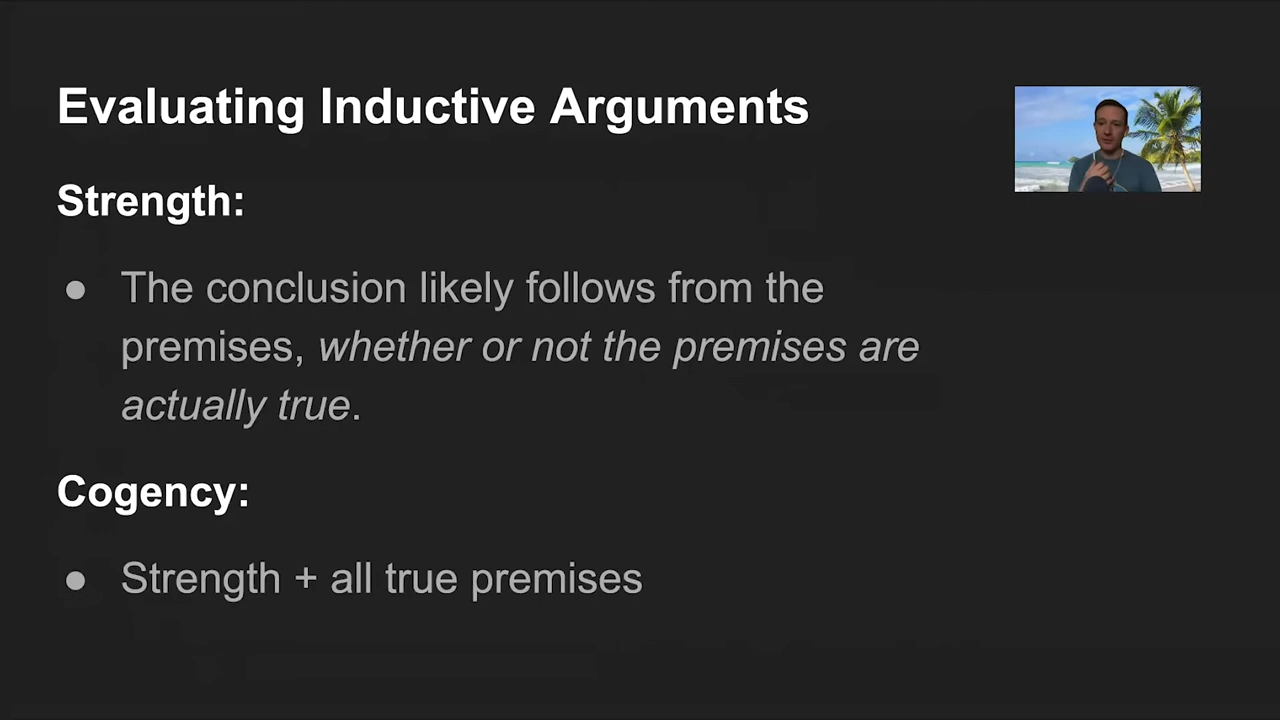 Evaluating Inductive Arguments
Strength:
● The conclusion likely follows from the
premises, whether or not the premises are
actually true.
Cogency:
● Strength + all true premises